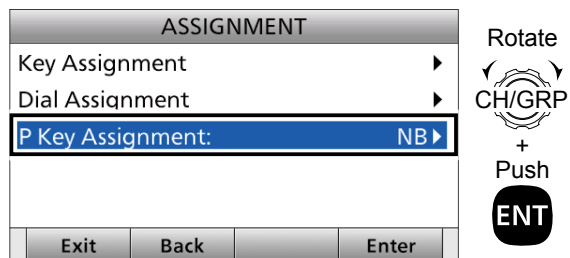 ASSIGNMENT
Key Assignment
Dial Assignment
P Key Assignment: NB
Exit Back Enter
Rotate
CH/GRP
+
Push
ENT